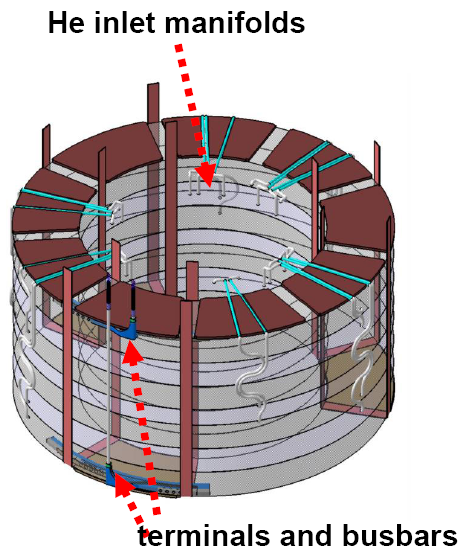 He inlet manifolds
terminals and busbars